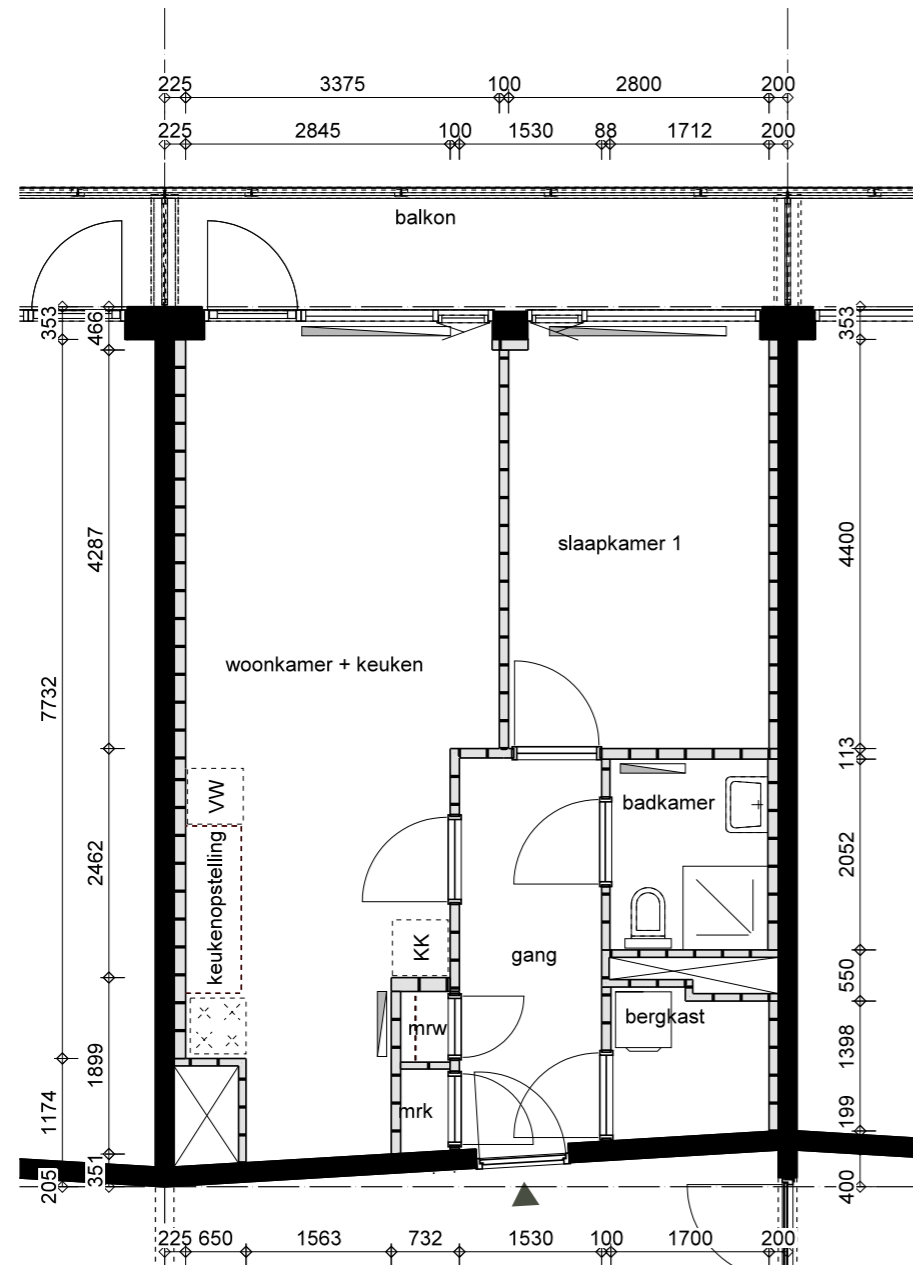 225 3375 100 2800 200
225 2845 100 1530 88 1712 200
balkon
353 466 353
4287
4400
slaapkamer 1
woonkamer + keuken
7732
113
VW
badkamer
2462
2052
keukenopstelling
KK
gang
550
mrw
bergkast
1899
1398
1174
mrk
199
351
205
400
225 650 1563 732 1530 100 1700 200